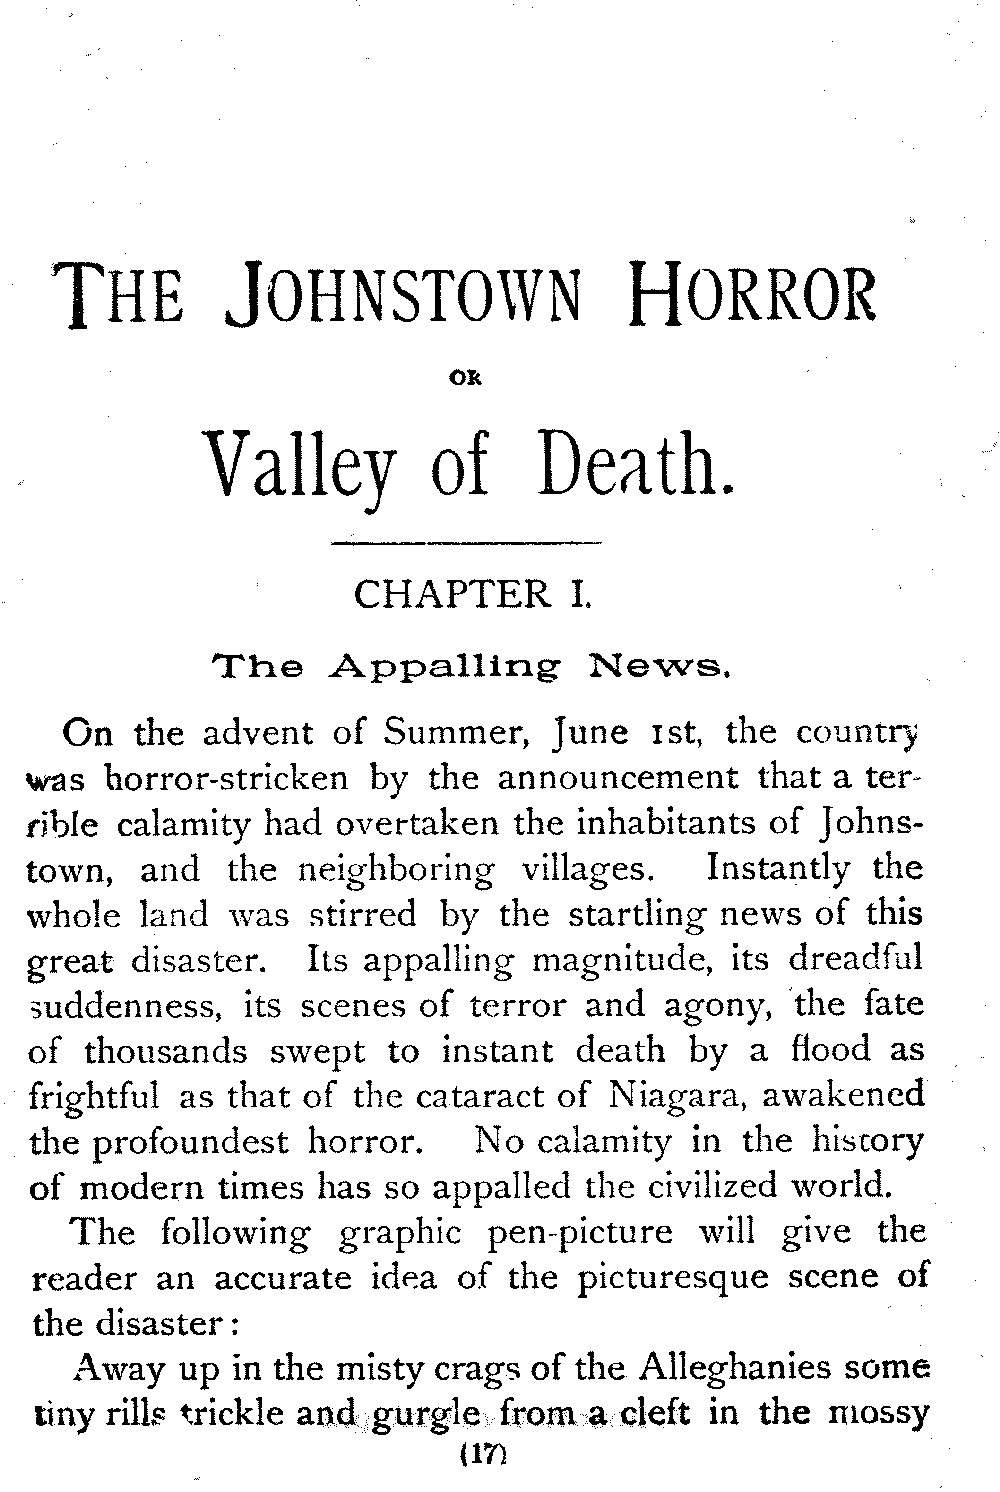 THE JOHNSTOWN HORROR
OR
Valley of Death.
CHAPTER I.
The Appalling News.
On the advent of Summer, June 1st, the country
was horror-stricken by the announcement that a ter-
rible calamity had overtaken the inhabitants of Johns-
town, and the neighboring villages. Instantly the
whole land was stirred by the startling news of this
great disaster. Its appalling magnitude, its dreadful
suddenness, its scenes of terror and agony, the fate
of thousands swept to instant death by a flood as
frightful as that of the cataract of Niagara, awakened
the profoundest horror. No calamity in the history
of modern times has so appalled the civilized world.
The following graphic pen-picture will give the
reader an accurate idea of the picturesque scene of
the disaster:
Away up in the misty crags of the Alleghanies some
tiny rills trickle and gurgle from a cleft in the mossy
(17)